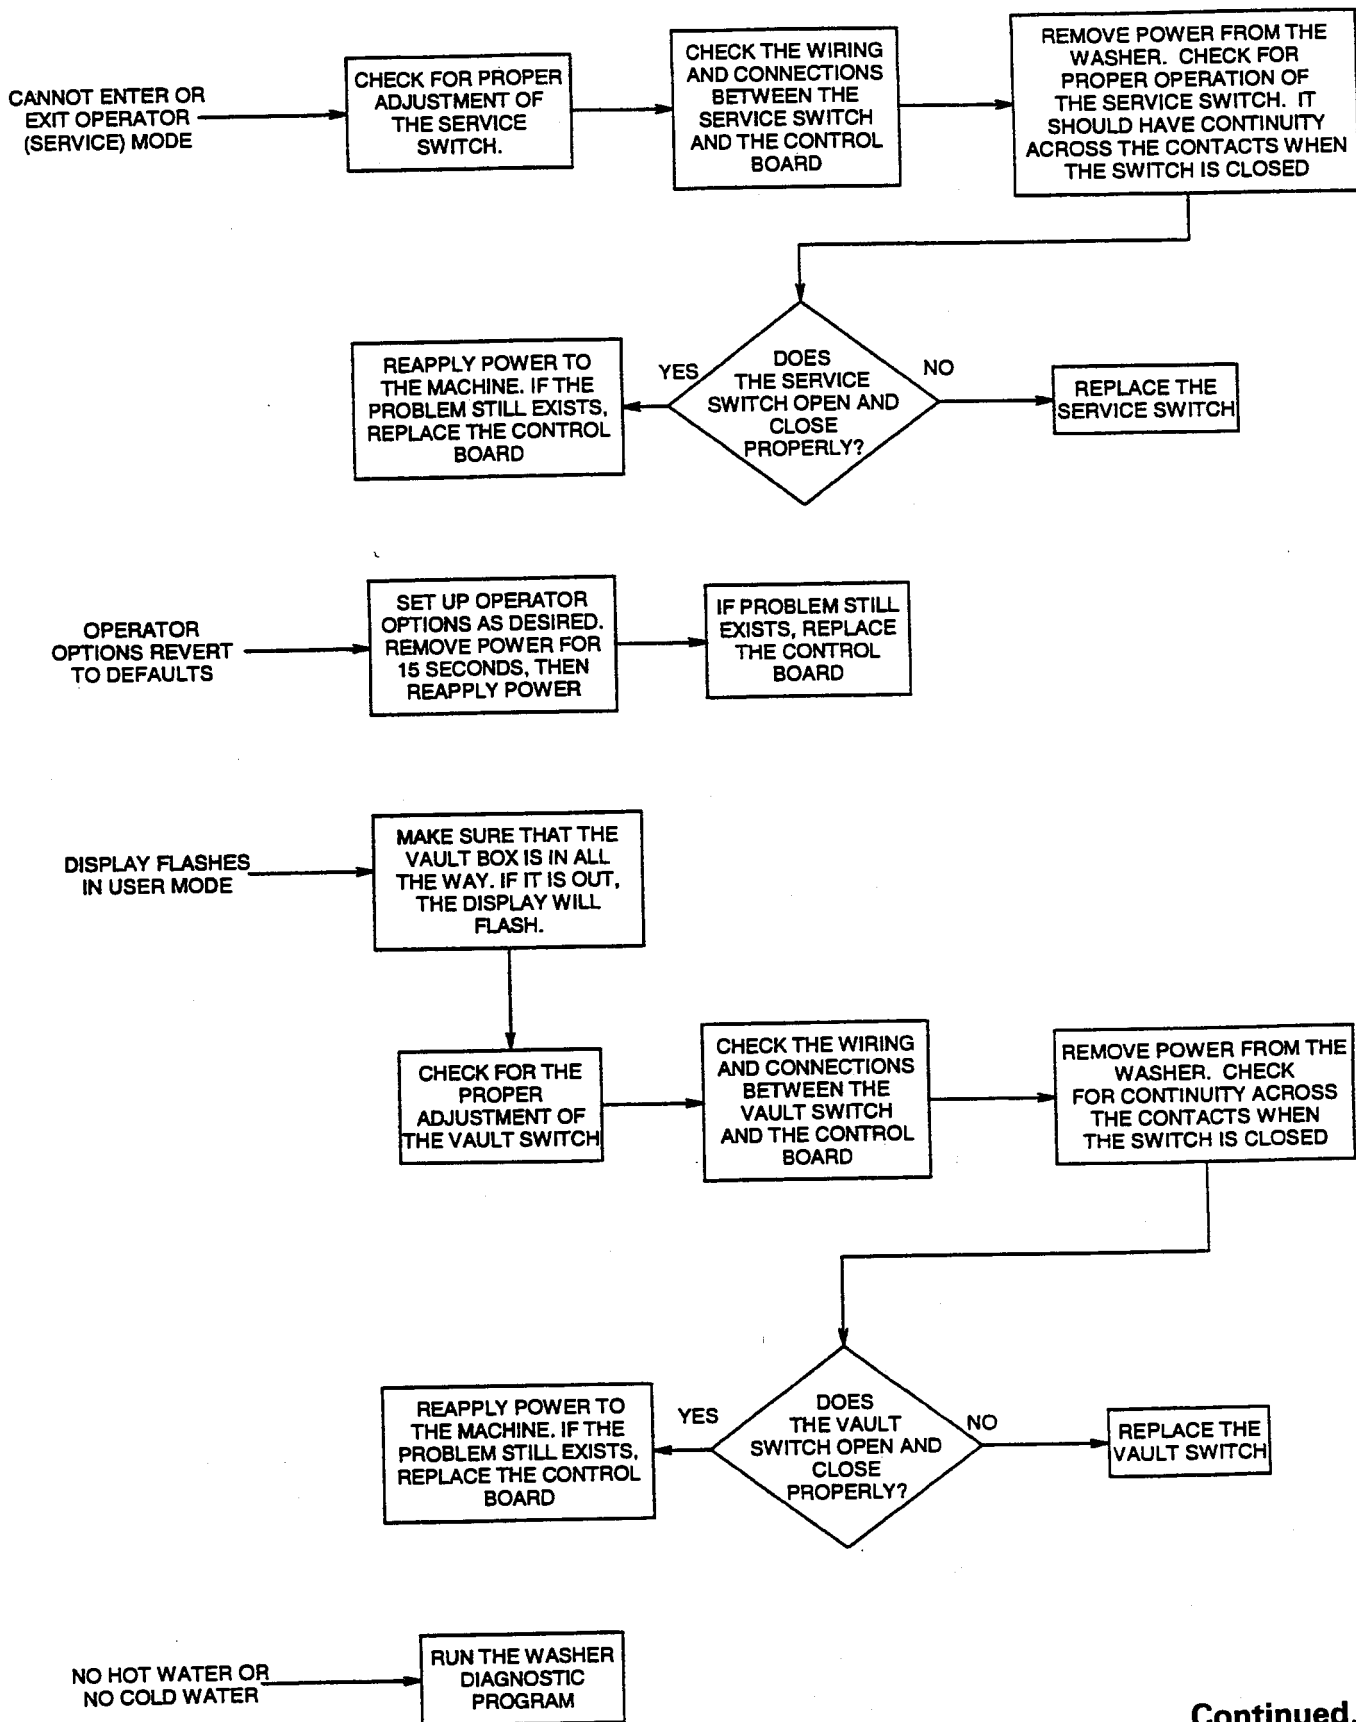 CANNOT ENTER OR
EXIT OPERATOR
(SERVICE) MODE
CHECK FOR PROPER
ADJUSTMENT OF
THE SERVICE
SWITCH.
CHECK THE WIRING
AND CONNECTIONS
BETWEEN THE
SERVICE SWITCH
AND THE CONTROL
BOARD
REMOVE POWER FROM THE
WASHER. CHECK FOR
PROPER OPERATION OF
THE SERVICE SWITCH. IT
SHOULD HAVE CONTINUITY
ACROSS THE CONTACTS WHEN
THE SWITCH IS CLOSED
DOES
THE SERVICE
SWITCH OPEN AND
CLOSE
PROPERLY?
YES
REAPPLY POWER TO
THE MACHINE. IF THE
PROBLEM STILL EXISTS,
REPLACE THE CONTROL
BOARD
NO
REPLACE THE
SERVICE SWITCH
OPERATOR
OPTIONS REVERT
TO DEFAULTS
SET UP OPERATOR
OPTIONS AS DESIRED.
REMOVE POWER FOR
15 SECONDS, THEN
REAPPLY POWER
IF PROBLEM STILL
EXISTS, REPLACE
THE CONTROL
BOARD
DISPLAY FLASHES
IN USER MODE
MAKE SURE THAT THE
VAULT BOX IS IN ALL
THE WAY. IF IT IS OUT,
THE DISPLAY WILL
FLASH.
CHECK FOR THE
PROPER
ADJUSTMENT OF
THE VAULT SWITCH
CHECK THE WIRING
AND CONNECTIONS
BETWEEN THE
VAULT SWITCH
AND THE CONTROL
BOARD
REMOVE POWER FROM THE
WASHER. CHECK
FOR CONTINUITY ACROSS
THE CONTACTS WHEN
THE SWITCH IS CLOSED
DOES
THE VAULT
SWITCH OPEN AND
CLOSE
PROPERLY?
YES
REAPPLY POWER TO
THE MACHINE. IF THE
PROBLEM STILL EXISTS,
REPLACE THE CONTROL
BOARD
NO
REPLACE THE
VAULT SWITCH
NO HOT WATER OR
NO COLD WATER
RUN THE WASHER
DIAGNOSTIC
PROGRAM
Continued.